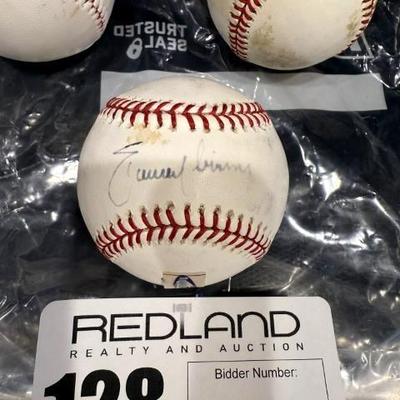 TRUSTED
SEAL
REDLAND
REALTY AND AUCTION
128
Bidder Number: